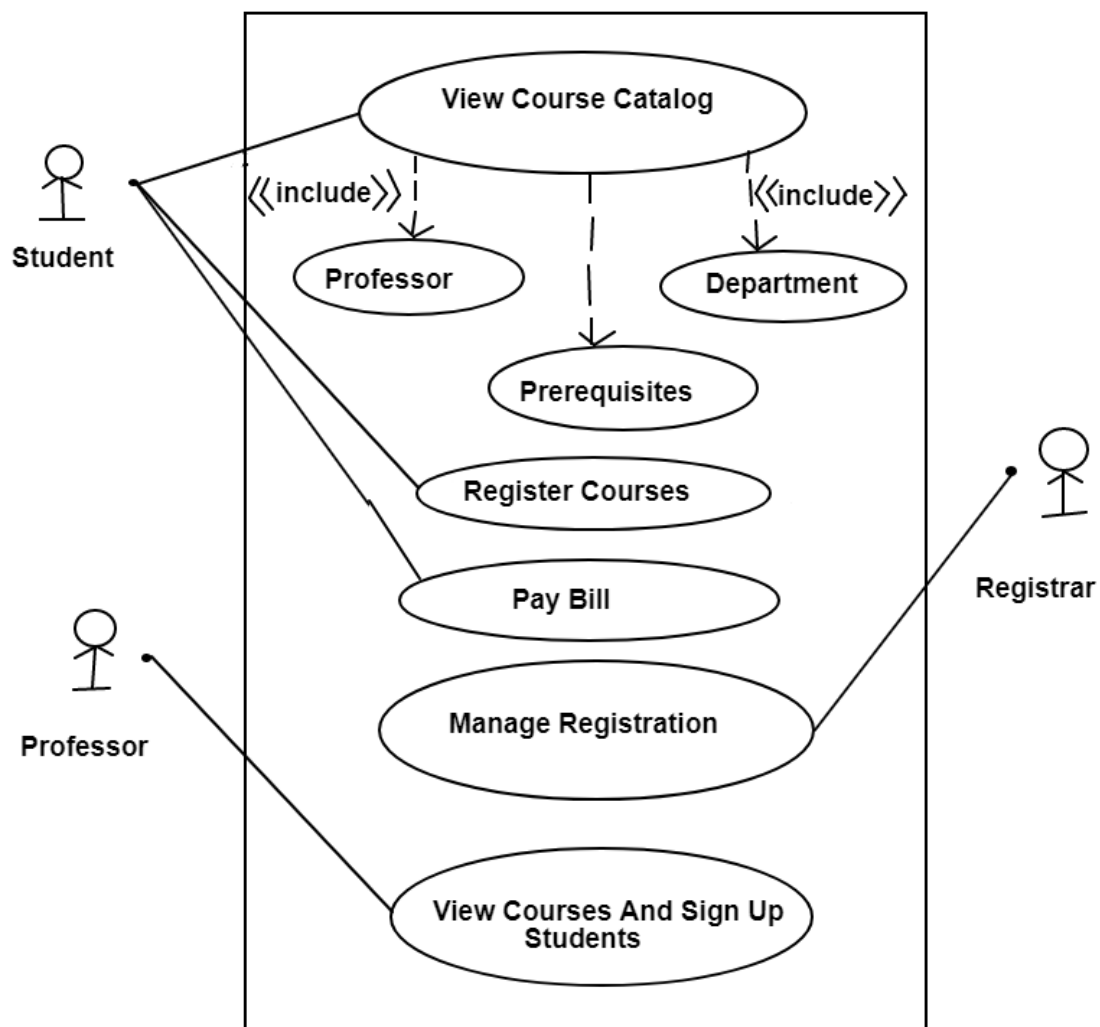 View Course Catalog
<<include>>
<<include>>
Student
Professor
Department
Prerequisites
Register Courses
Registrar
Pay Bill
Professor
Manage Registration
View Courses And Sign Up
Students